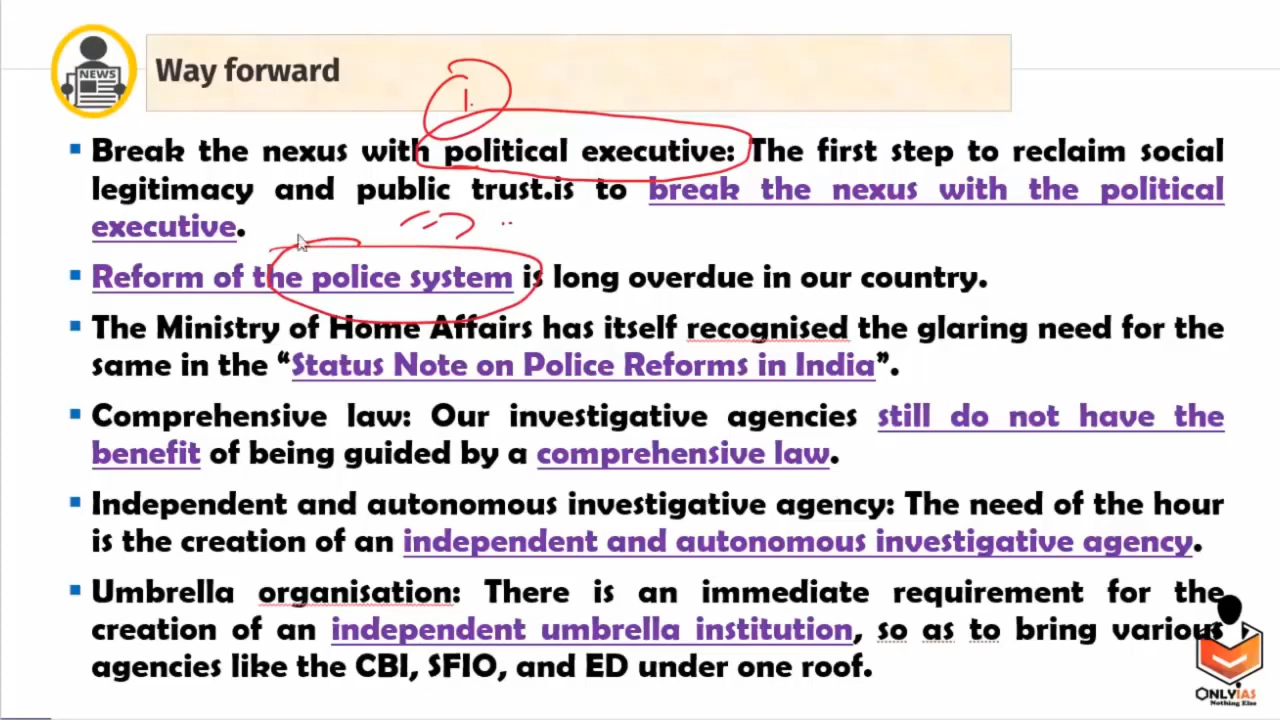 NEWS
Way forward
1.
Break the nexus with political executive: The first step to reclaim social
legitimacy and public trust.is to break the nexus with the political
executive.
Reform of the police system is long overdue in our country.
The Ministry of Home Affairs has itself recognised the glaring need for the
same in the “Status Note on Police Reforms in India”.
Comprehensive law: Our investigative agencies still do not have the
benefit of being guided by a comprehensive law.
Independent and autonomous investigative agency: The need of the hour
is the creation of an independent and autonomous investigative agency.
Umbrella organisation: There is an immediate requirement for the
creation of an independent umbrella institution, so as to bring various
agencies like the CBI, SFIO, and ED under one roof.
ONLYIAS
Nothing Else